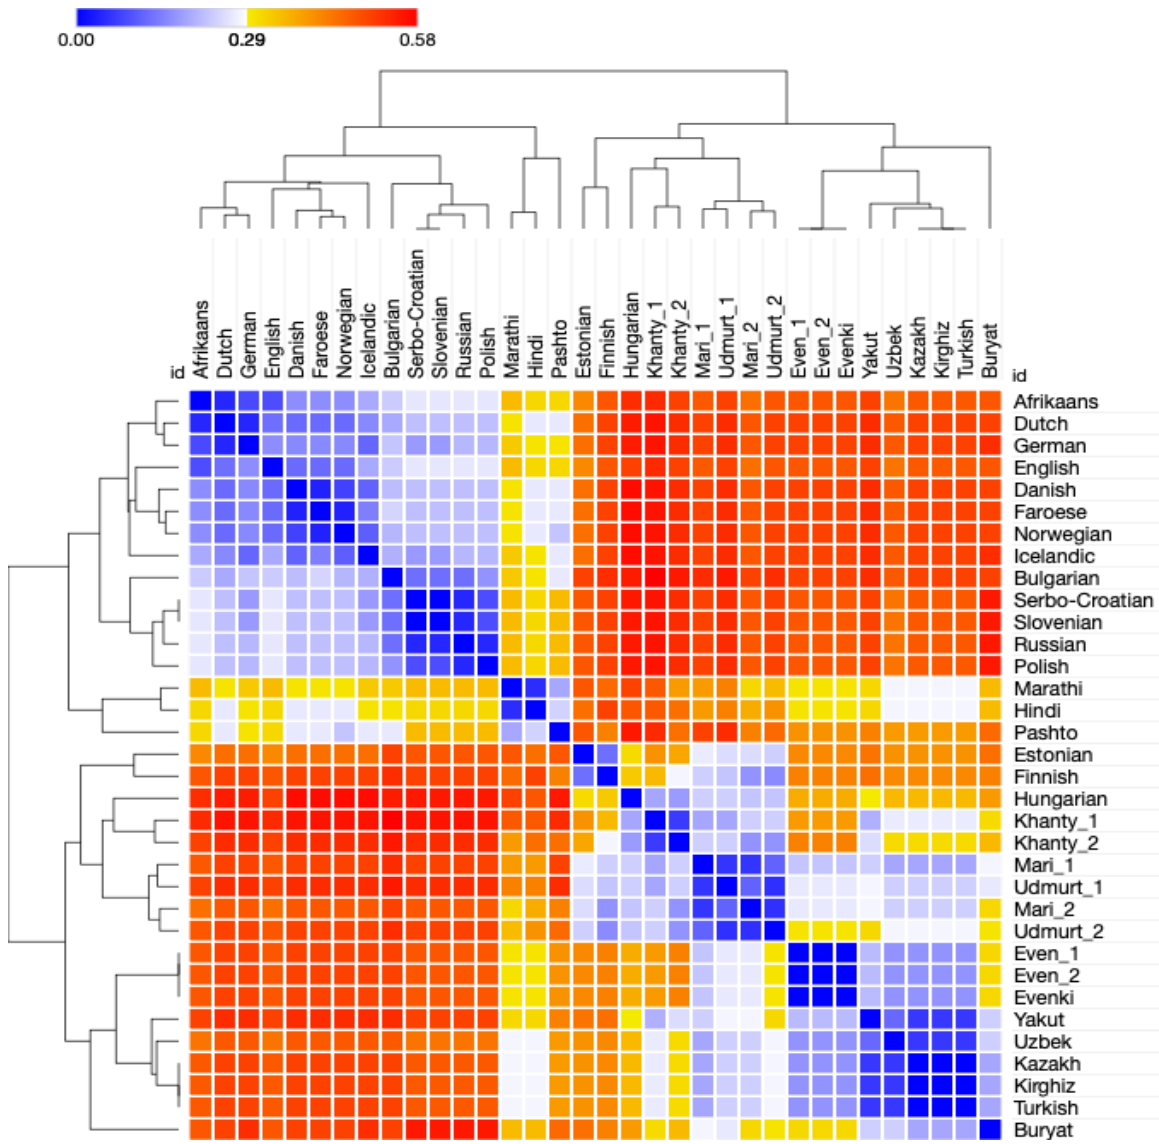 0.00 0.29 0.58
id Afrikaans Dutch German English Danish Faroese Norwegian Icelandic Bulgarian Serbo-Croatian Slovenian Russian Polish Marathi Hindi Pashto Estonian Finnish Hungarian Khanty_1 Khanty_2 Mari_1 Udmurt_1 Mari_2 Udmurt_2 Even_1 Even_2 Evenki Yakut Uzbek Kazakh Kirghiz Turkish Buryat id
Afrikaans
Dutch
German
English
Danish
Faroese
Norwegian
Icelandic
Bulgarian
Serbo-Croatian
Slovenian
Russian
Polish
Marathi
Hindi
Pashto
Estonian
Finnish
Hungarian
Khanty_1
Khanty_2
Mari_1
Udmurt_1
Mari_2
Udmurt_2
Even_1
Even_2
Evenki
Yakut
Uzbek
Kazakh
Kirghiz
Turkish
Buryat